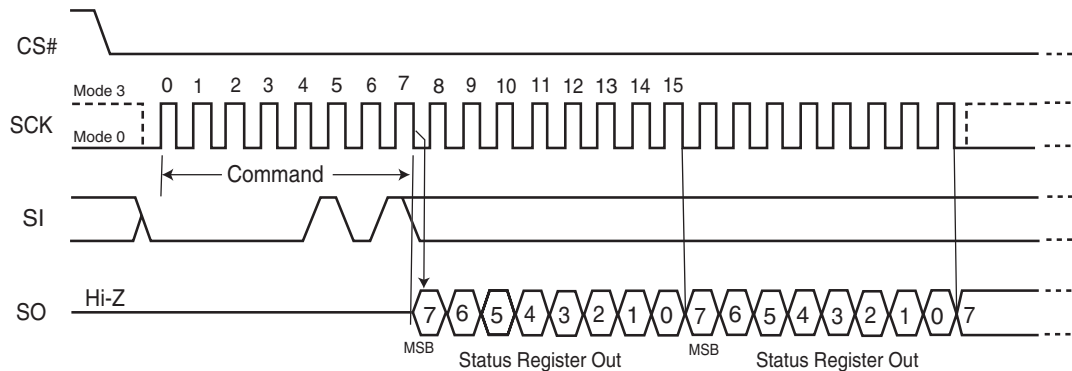 CS#
Mode 3
0 1 2 3 4 5 6 7 8 9 10 11 12 13 14 15
SCK
Mode 0
Command
SI
Hi-Z
SO
7 6 5 4 3 2 1 0 7 6 5 4 3 2 1 0 7
MSB
MSB
Status Register Out
Status Register Out